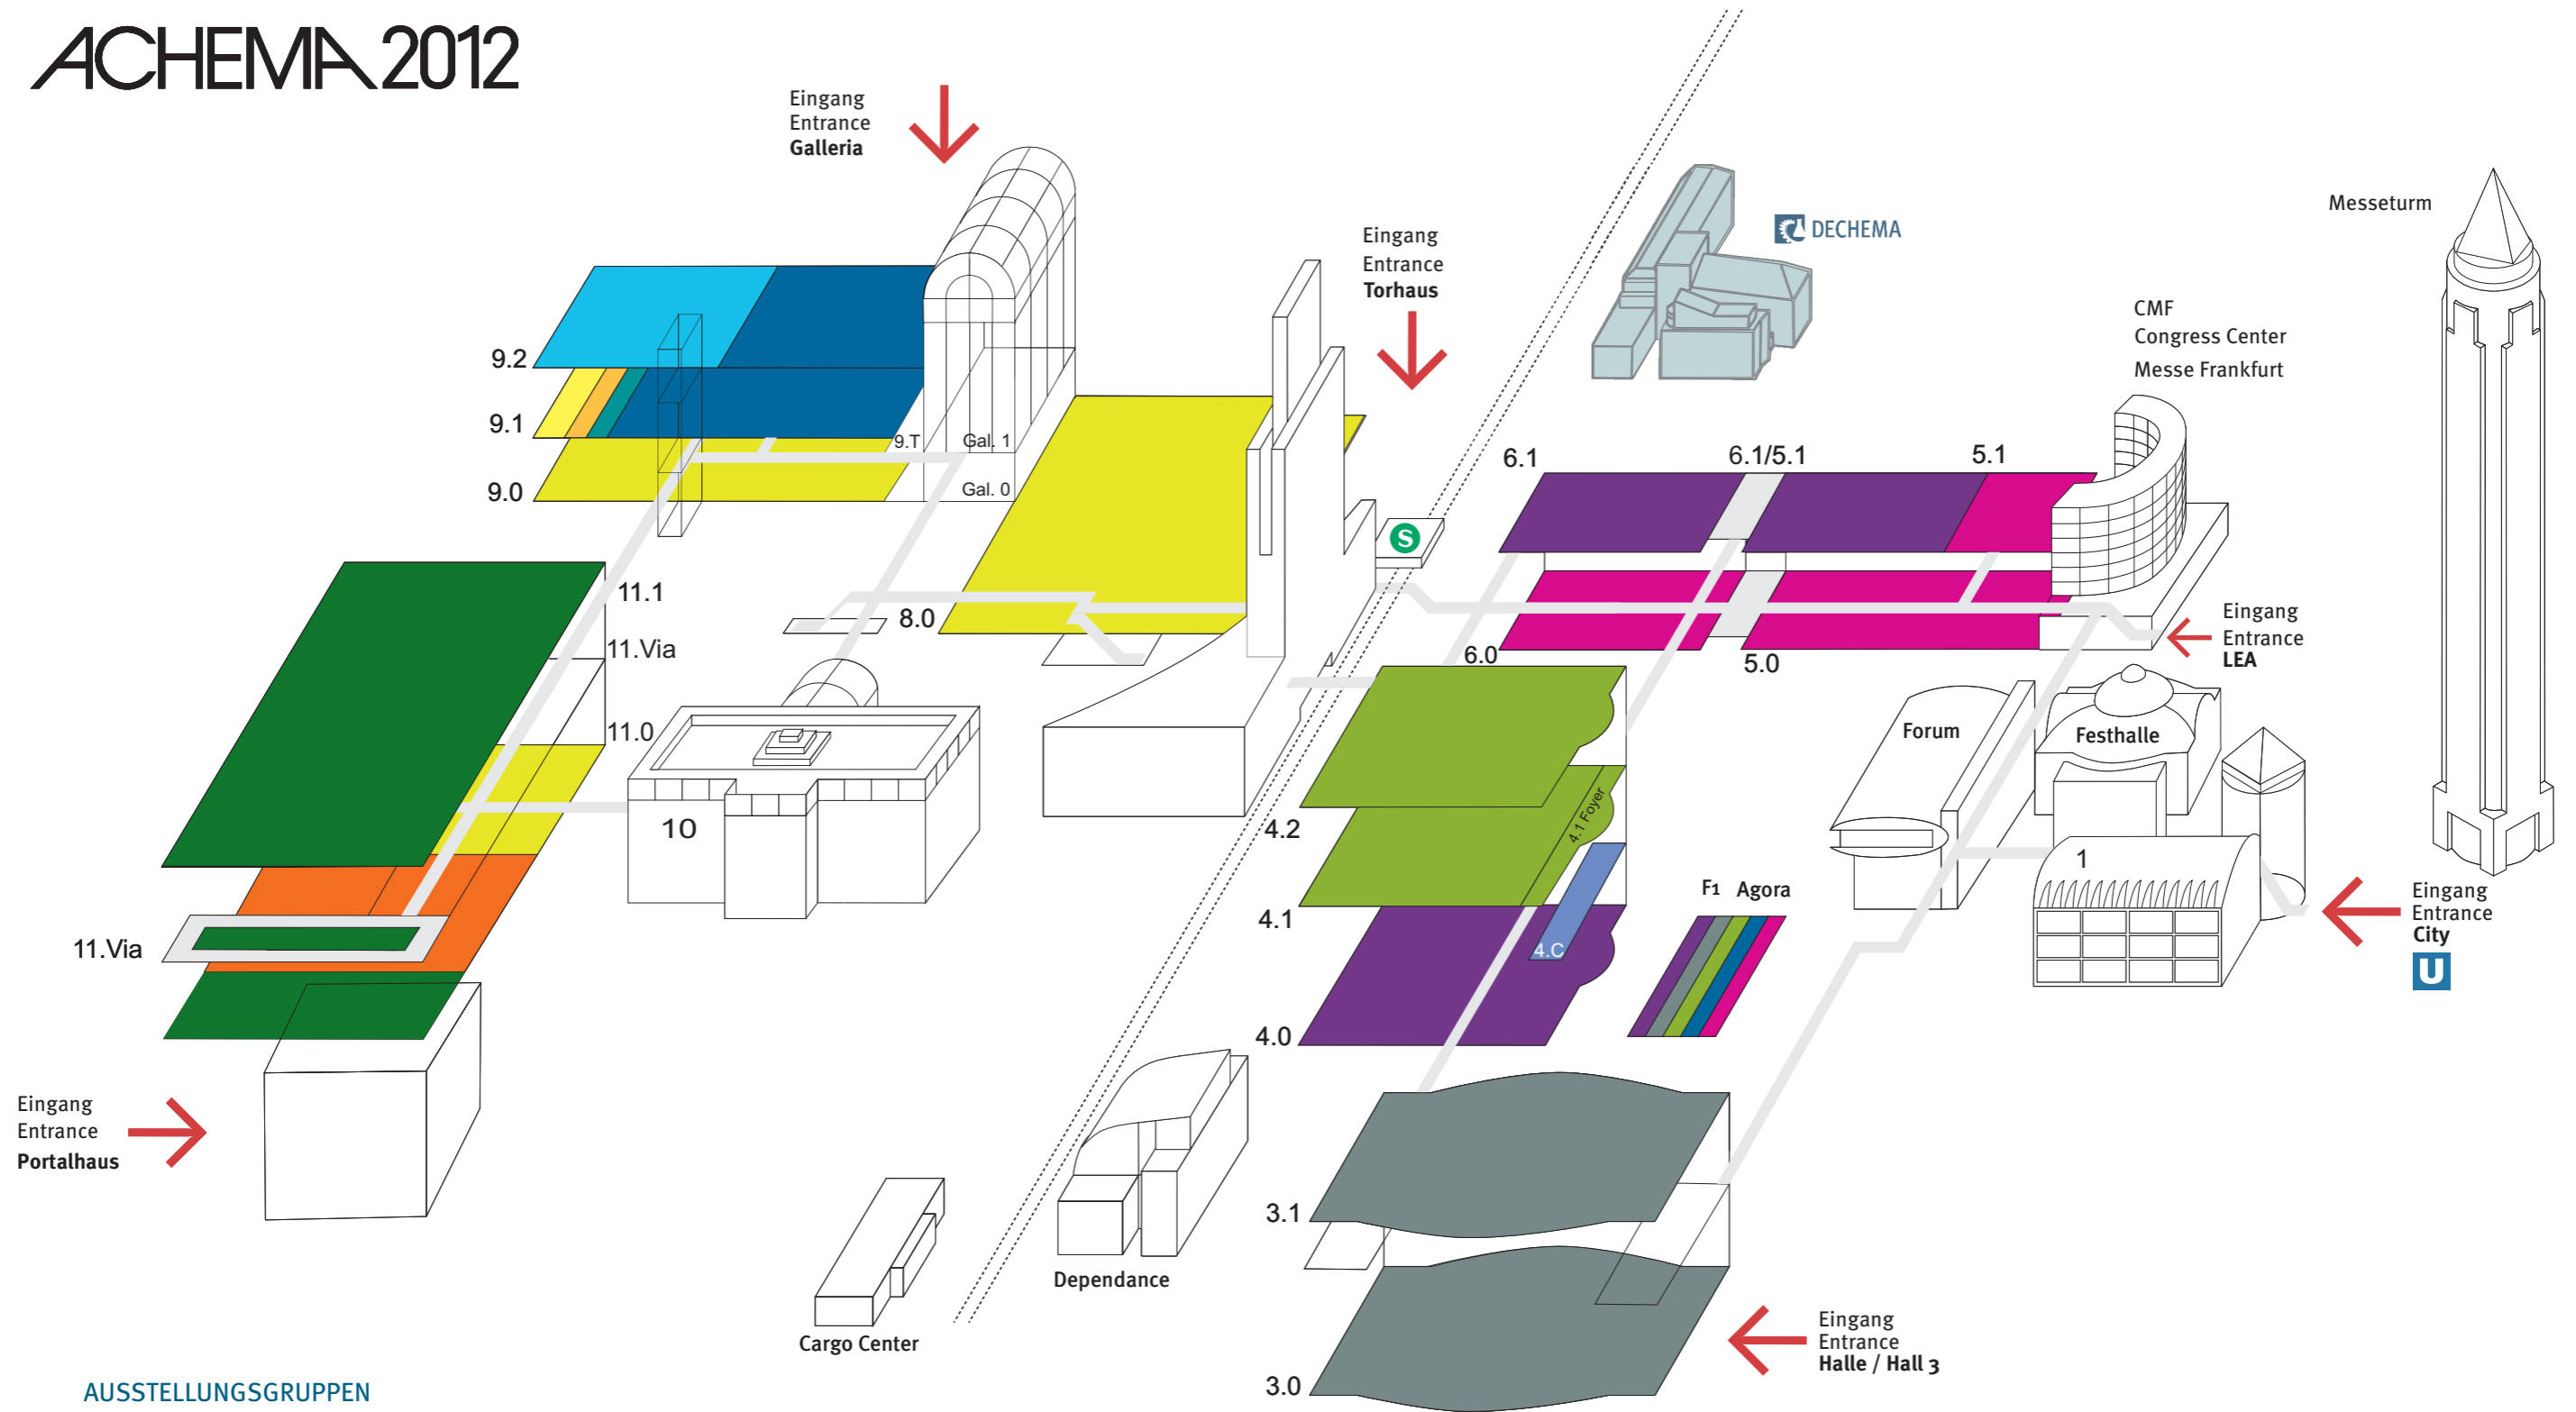 ACHEMA 2012
Eingang
Entrance
Galleria
Eingang
Entrance
Torhaus
DECHEMA
Messeturm
CMF
Congress Center
Messe Frankfurt
9.2
9.1
9.0
9.T
Gal. 1
Gal. 0
6.1
6.1/5.1
5.1
S
11.1
11.Via
11.0
8.0
6.0
5.0
Eingang
Entrance
LEA
Forum
Festhalle
10
4.2
4.1 Foyer
1
F1
Agora
Eingang
Entrance
City
U
4.1
11.Via
4.C
4.0
Eingang
Entrance
Portalhaus
3.1
Dependance
Cargo Center
Eingang
Entrance
Halle / Hall 3
3.0
AUSSTELLUNGSGRUPPEN